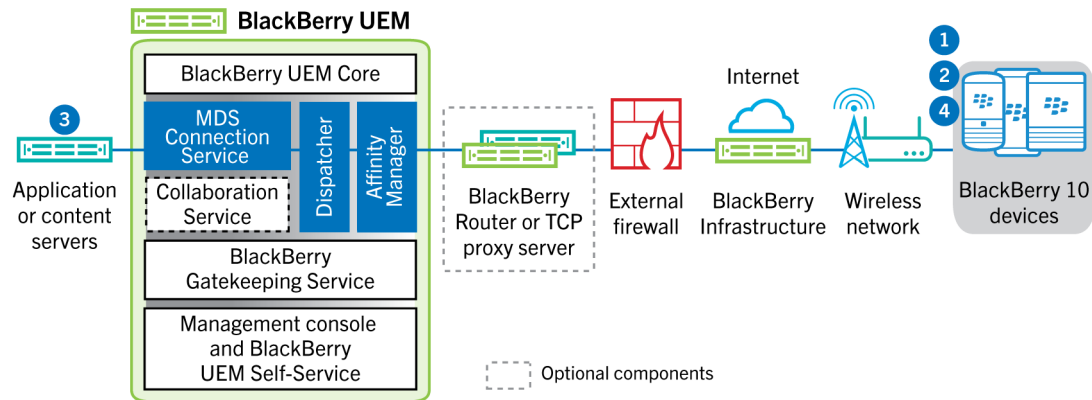 BlackBerry UEM
BlackBerry UEM Core
3
MDS
Connection
Service
Collaboration
Service
Dispatcher
Affinity
Manager
BlackBerry
Gatekeeping Service
Management console
and BlackBerry
UEM Self-Service
Application
or content
servers
BlackBerry
Router or TCP
proxy server
External
firewall
Internet
BlackBerry
Infrastructure
Wireless
network
1
2
4
BlackBerry 10
devices
Optional components